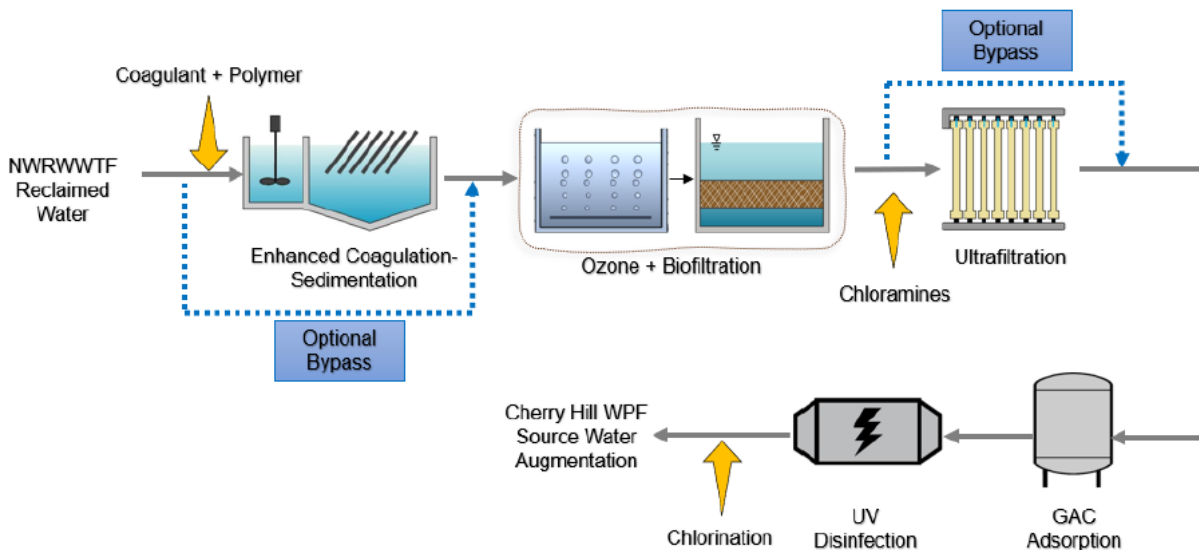 Coagulant + Polymer
NWRWWTF
Reclaimed
Water
Enhanced Coagulation-
Sedimentation
Optional
Bypass
Ozone + Biofiltration
Optional
Bypass
Chloramines
Ultrafiltration
Cherry Hill WPF
Source Water
Augmentation
Chlorination
UV
Disinfection
GAC
Adsorption